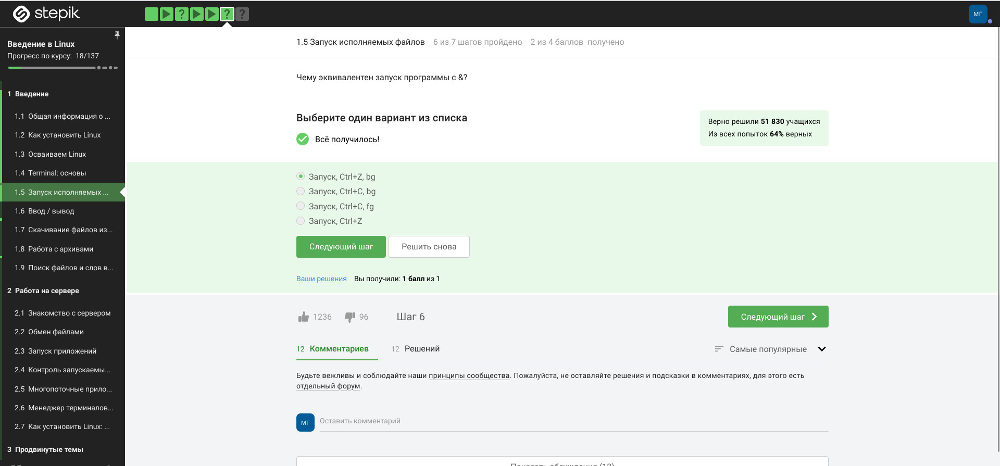 stepik
? ? ?
МГ
Введение в Linux
Прогресс по курсу: 18/137
1 Введение
1.1 Общая информация о ...
1.2 Как установить Linux
1.3 Осваиваем Linux
1.4 Terminal: основы
1.5 Запуск исполняемых ...
1.6 Ввод / вывод
1.7 Скачивание файлов из...
1.8 Работа с архивами
1.9 Поиск файлов и слов в...
2 Работа на сервере
2.1 Знакомство с сервером
2.2 Обмен файлами
2.3 Запуск приложений
2.4 Контроль запускаемы...
2.5 Многопоточные прило...
2.6 Менеджер терминалов...
2.7 Как установить Linux: ...
3 Продвинутые темы
1.5 Запуск исполняемых файлов 6 из 7 шагов пройдено 2 из 4 баллов получено
Чему эквивалентен запуск программы с &?
Выберите один вариант из списка
Всё получилось!
Верно решили 51 830 учащихся
Из всех попыток 64% верных
Запуск, Ctrl+Z, bg
Запуск, Ctrl+C, bg
Запуск, Ctrl+C, fg
Запуск, Ctrl+Z
Следующий шаг Решить снова
Ваши решения Вы получили: 1 балл из 1
1236 96 Шаг 6 Следующий шаг
12 Комментариев 12 Решений Самые популярные
Будьте вежливы и соблюдайте наши принципы сообщества. Пожалуйста, не оставляйте решения и подсказки в комментариях, для этого есть
отдельный форум.
МГ Оставить комментарий
Показать обсуждения (12)